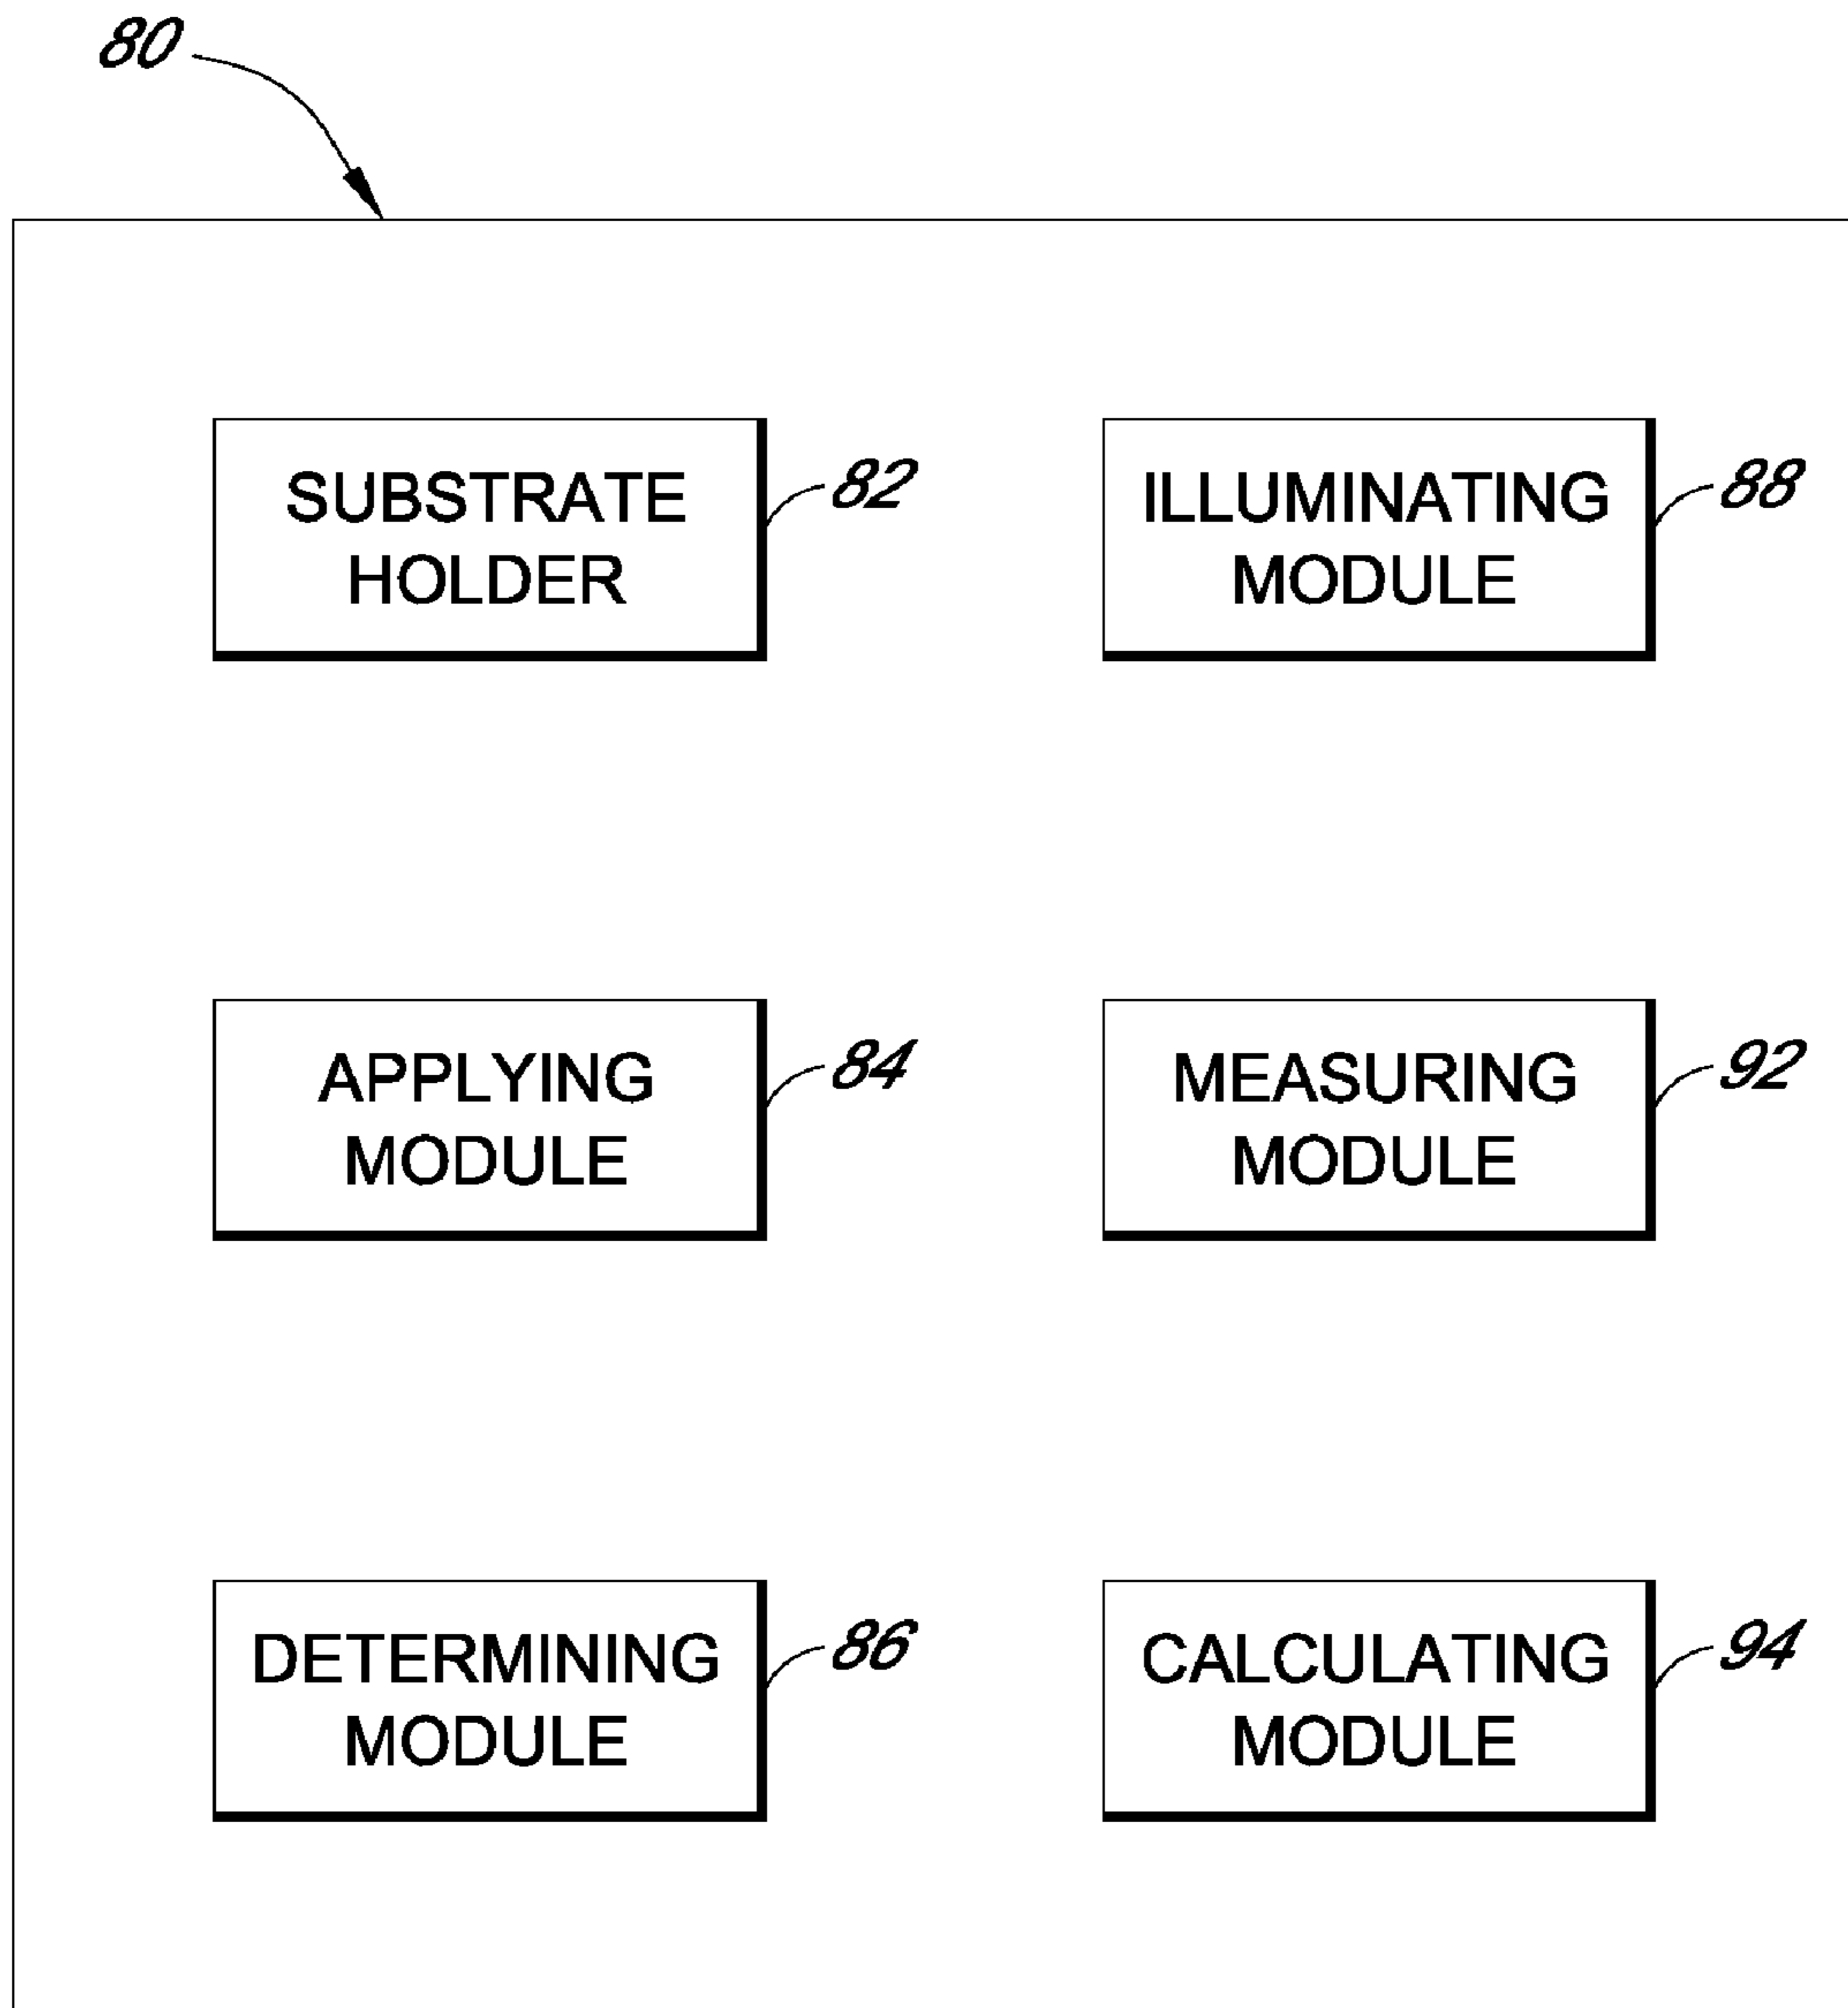 80
SUBSTRATE
HOLDER
82
ILLUMINATING
MODULE
88
APPLYING
MODULE
84
MEASURING
MODULE
92
DETERMINING
MODULE
86
CALCULATING
MODULE
94